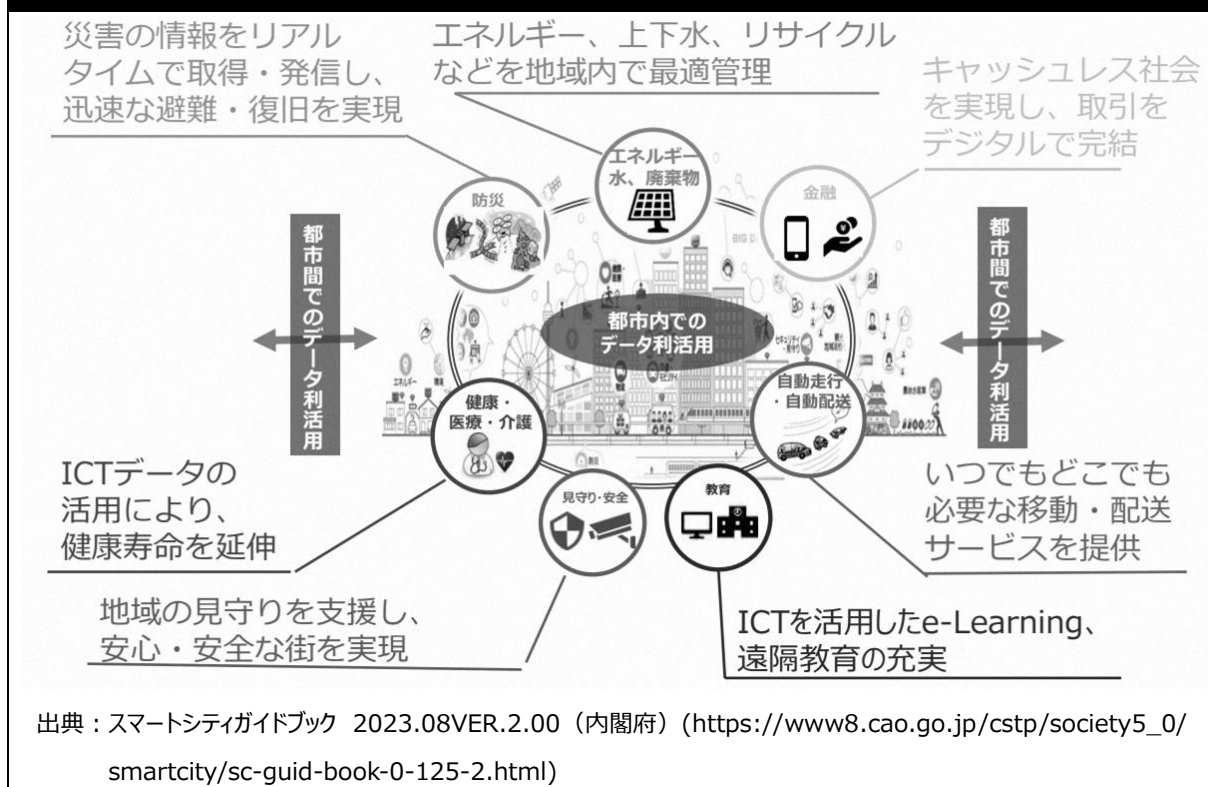 災害の情報をリアル
タイムで取得・発信し、
迅速な避難・復旧を実現
エネルギー、上下水、リサイクル
などを地域内で最適管理
キャッシュレス社会
を実現し、取引を
デジタルで完結
エネルギー
水、廃棄物
防災
金融
都市間でのデータ利活用
都市内での
データ利活用
都市間でのデータ利活用
BIG D
エネルギー
自動走行
・自動配送
健康・
医療・介護
見守り・安全
教育
ICTデータの
活用により、
健康寿命を延伸
いつでもどこでも
必要な移動・配送
サービスを提供
地域の見守りを支援し、
安心・安全な街を実現
ICTを活用したe-Learning、
遠隔教育の充実
出典：スマートシティガイドブック 2023.08VER.2.00（内閣府）(https://www8.cao.go.jp/cstp/society5_0/
smartcity/sc-guid-book-0-125-2.html)